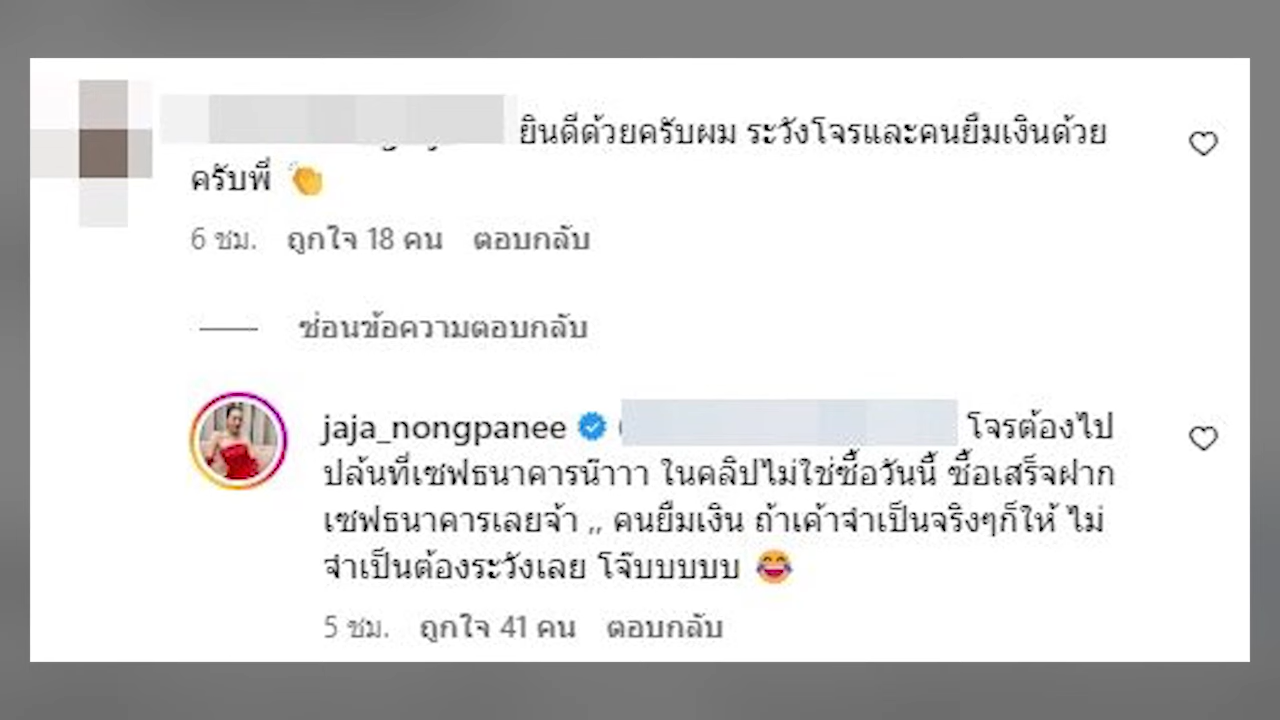 ยินดีด้วยครับผม ระวังโจรและคนยืมเงินด้วย
ครับพี่ 👏
6 ชม. ถูกใจ 18 คน ตอบกลับ
ซ่อนข้อความตอบกลับ
jaja_nongpanee โจรต้องไป
ปล้นที่เซฟธนาคารน๊าาา ในคลิปไม่ใช่ซื้อวันนี้ ซื้อเสร็จฝาก
เซฟธนาคารเลยจ้า ,, คนยืมเงิน ถ้าเค้าจำเป็นจริงๆก็ให้ ไม่
จำเป็นต้องระวังเลย โจ๊บบบบบ 😂
5 ชม. ถูกใจ 41 คน ตอบกลับ